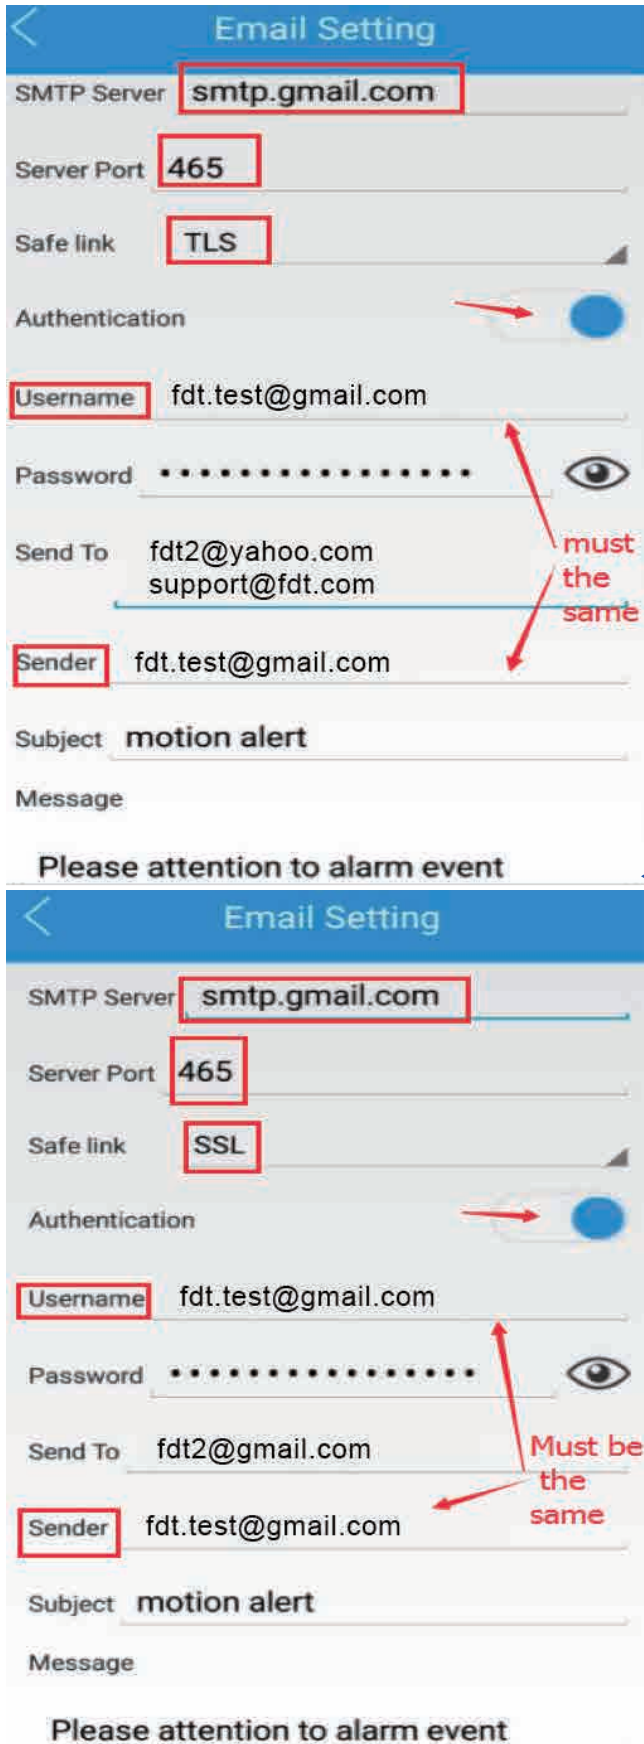 Email Setting
SMTP Server smtp.gmail.com
Server Port 465
Safe link TLS
Authentication
Username fdt.test@gmail.com
Password ••••••••••••••••
Send To fdt2@yahoo.com
support@fdt.com
must
the
same
Sender fdt.test@gmail.com
Subject motion alert
Message
Please attention to alarm event
Email Setting
SMTP Server smtp.gmail.com
Server Port 465
Safe link SSL
Authentication
Username fdt.test@gmail.com
Password ••••••••••••••••
Send To fdt2@gmail.com
Must be
the
same
Sender fdt.test@gmail.com
Subject motion alert
Message
Please attention to alarm event